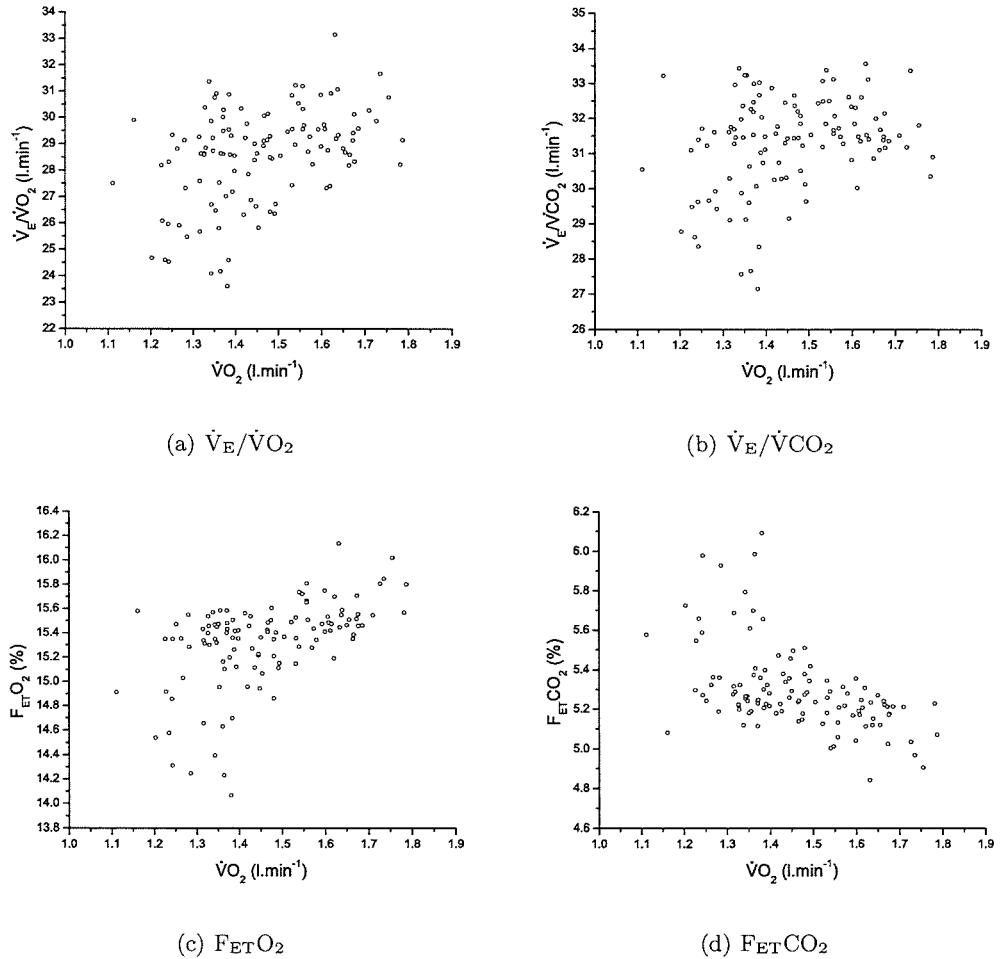 34
33
32
31
30
29
28
27
26
25
24
23
22
1.0 1.1 1.2 1.3 1.4 1.5 1.6 1.7 1.8 1.9
V̇E/V̇O2 (l.min-1)
V̇O2 (l.min-1)
(a) V̇E/V̇O2
35
34
33
32
31
30
29
28
27
26
1.0 1.1 1.2 1.3 1.4 1.5 1.6 1.7 1.8 1.9
V̇E/V̇CO2 (l.min-1)
V̇O2 (l.min-1)
(b) V̇E/V̇CO2
16.4
16.2
16.0
15.8
15.6
15.4
15.2
15.0
14.8
14.6
14.4
14.2
14.0
13.8
1.0 1.1 1.2 1.3 1.4 1.5 1.6 1.7 1.8 1.9
FETO2 (%)
V̇O2 (l.min-1)
(c) FETO2
6.2
6.0
5.8
5.6
5.4
5.2
5.0
4.8
4.6
1.0 1.1 1.2 1.3 1.4 1.5 1.6 1.7 1.8 1.9
FETCO2 (%)
V̇O2 (l.min-1)
(d) FETCO2